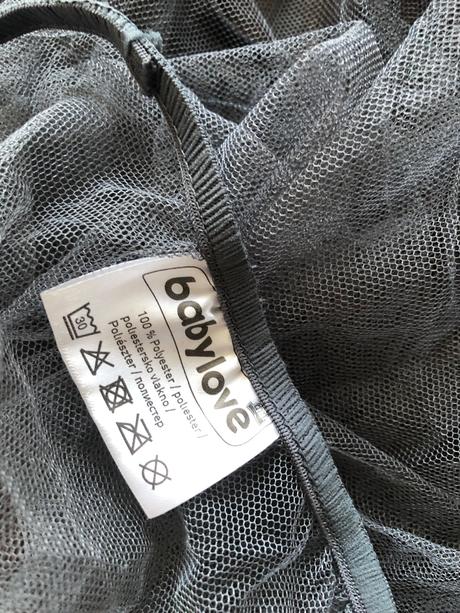 babylove
100 % Polyester / poliester /
poliestersko vlakno /
Poliészter / полиестер
30